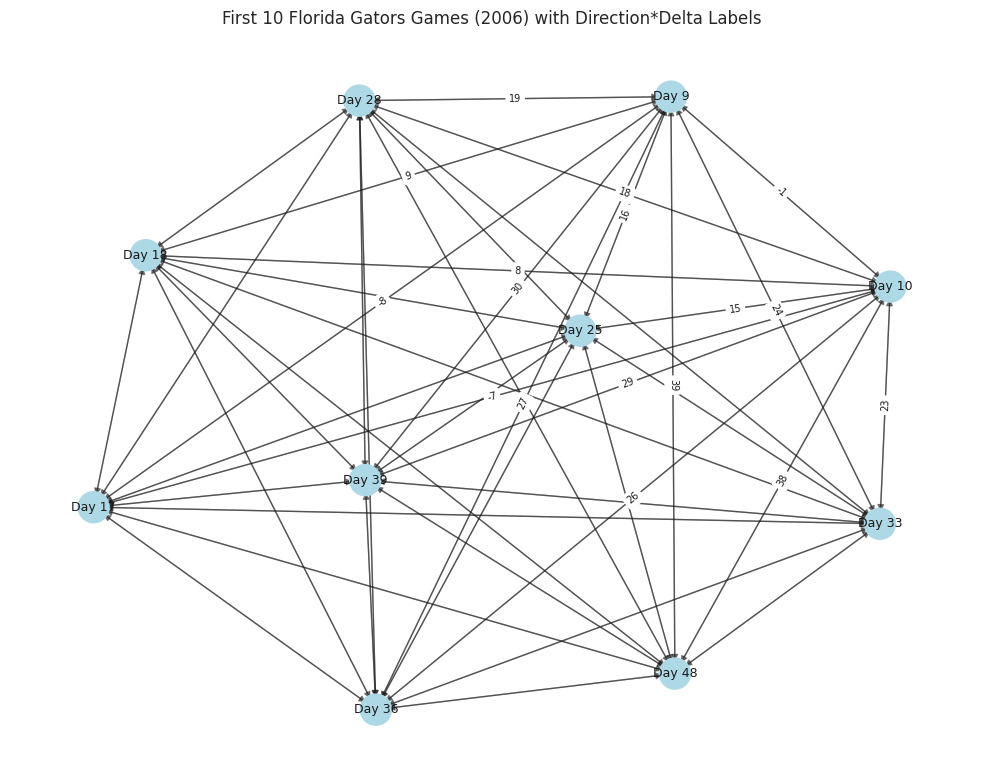 First 10 Florida Gators Games (2006) with Direction*Delta Labels
Day 28
19
Day 9
9
18
-1
16
Day 18
8
Day 10
30
-8
15
24
Day 25
29
39
-7
27
23
Day 39
38
26
Day 17
Day 33
Day 48
Day 36